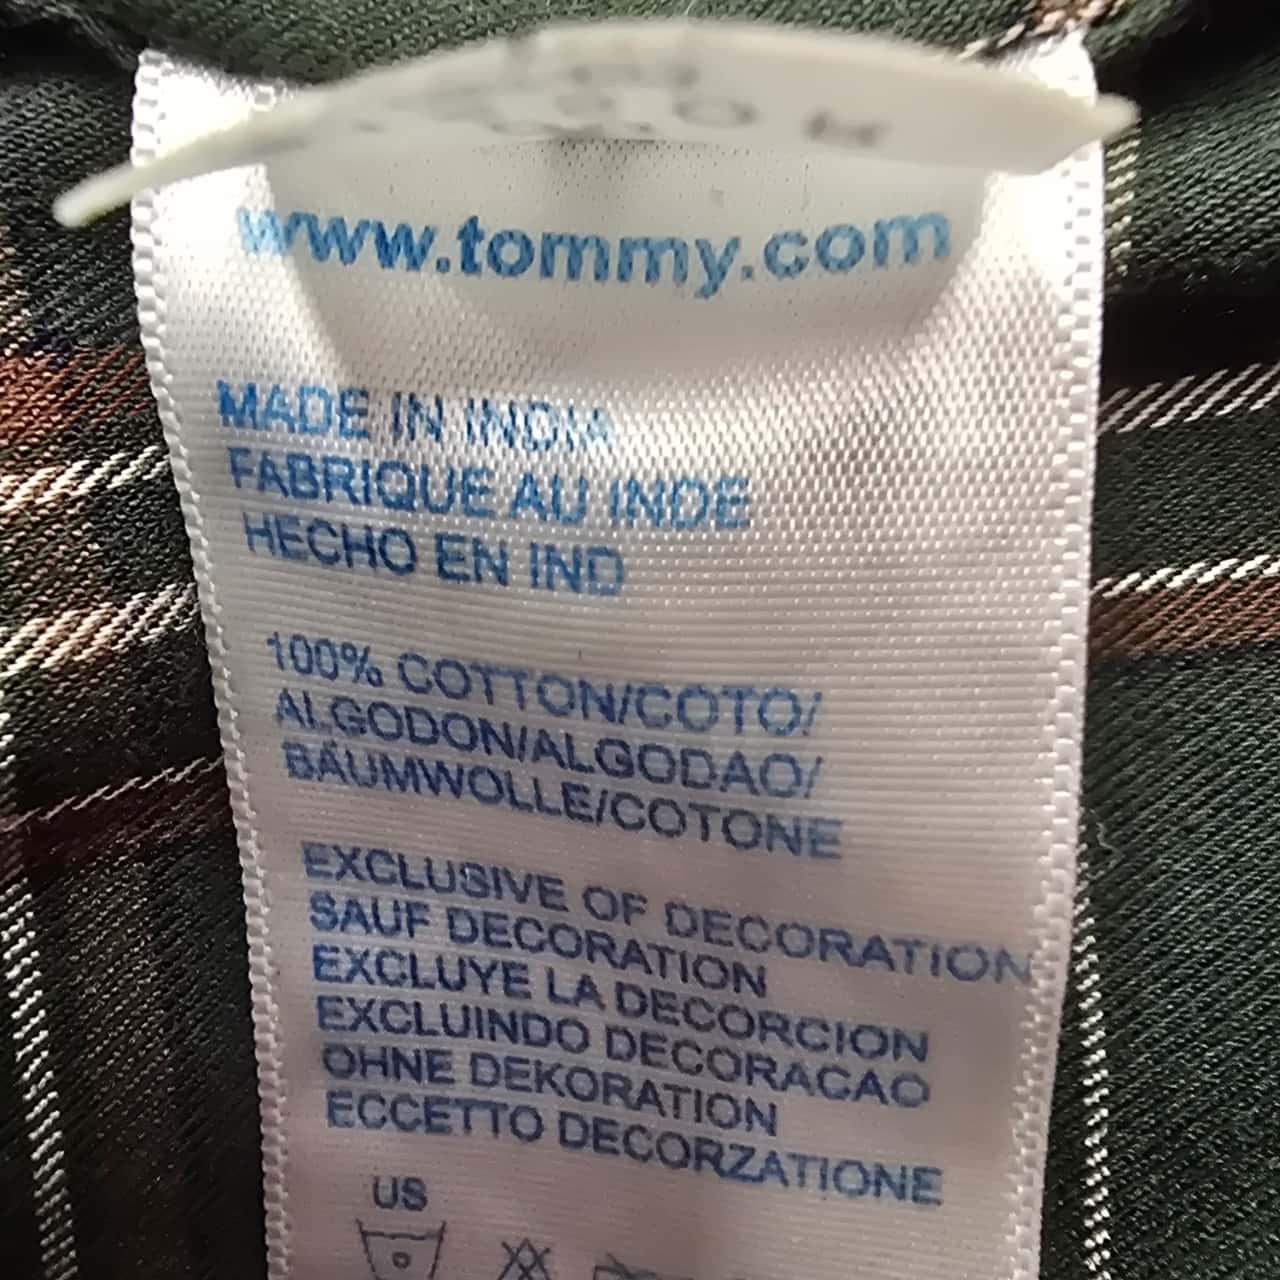 www.tommy.com
MADE IN INDIA
FABRIQUE AU INDE
HECHO EN IND
100% COTTON/COTO/
ALGODON/ALGODAO/
BAUMWOLLE/COTONE
EXCLUSIVE OF DECORATION
SAUF DECORATION
EXCLUYE LA DECORCION
EXCLUINDO DECORACAO
OHNE DEKORATION
ECCETTO DECORZATIONE
US